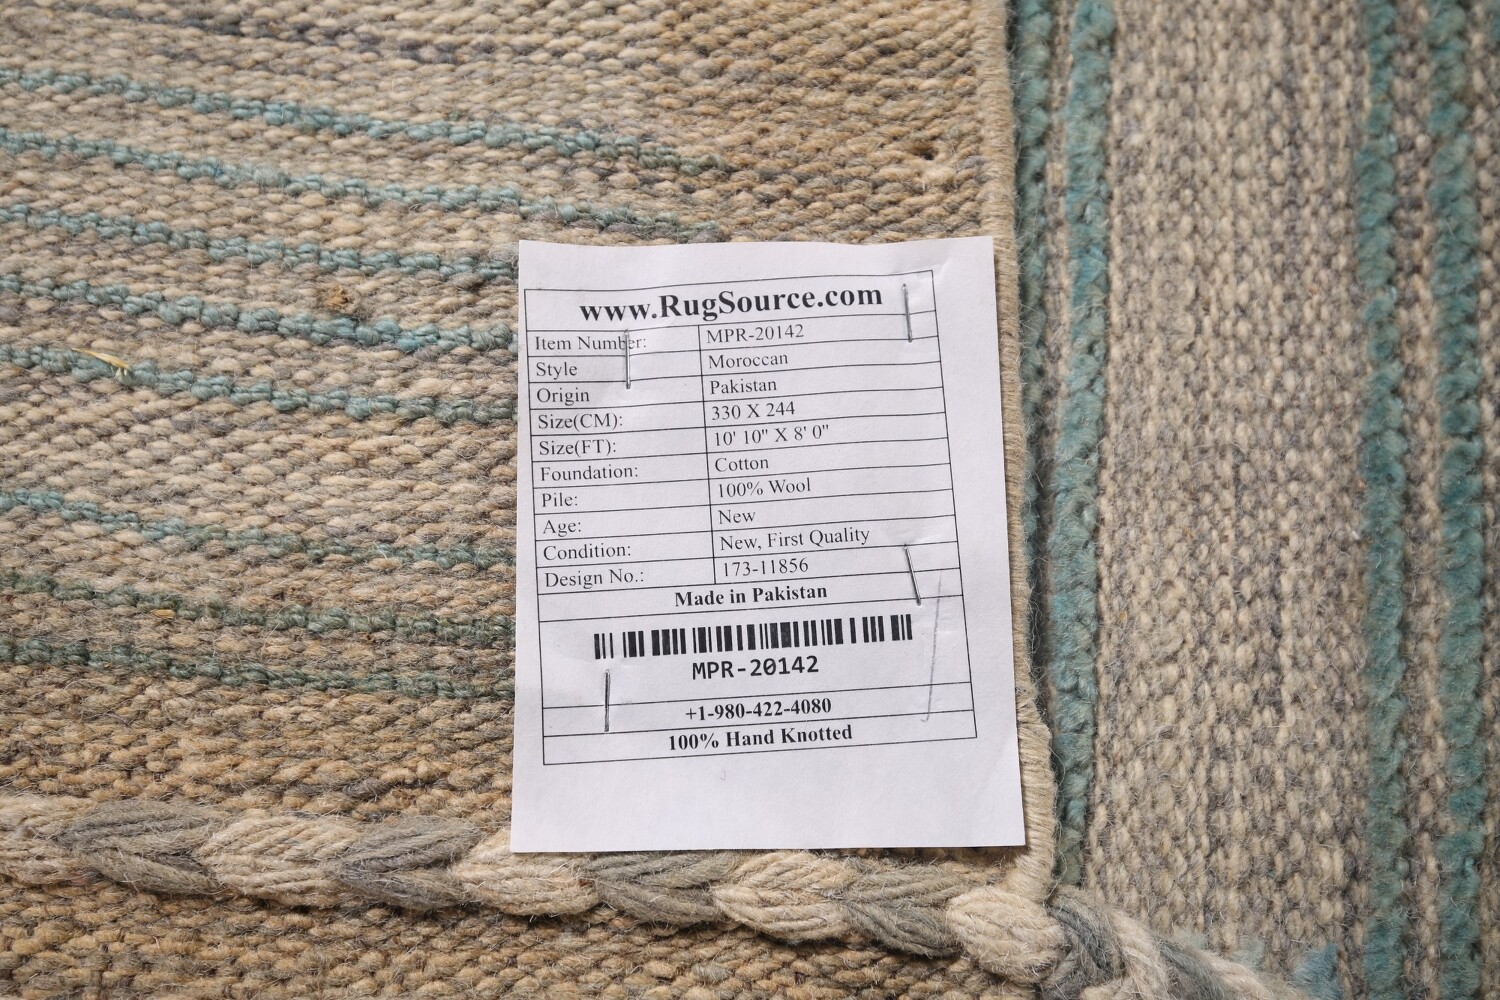 www.RugSource.com
Item Number: MPR-20142
Style Moroccan
Origin Pakistan
Size(CM): 330 X 244
Size(FT): 10' 10" X 8' 0"
Foundation: Cotton
Pile: 100% Wool
Age: New
Condition: New, First Quality
Design No.: 173-11856
Made in Pakistan
MPR-20142
+1-980-422-4080
100% Hand Knotted